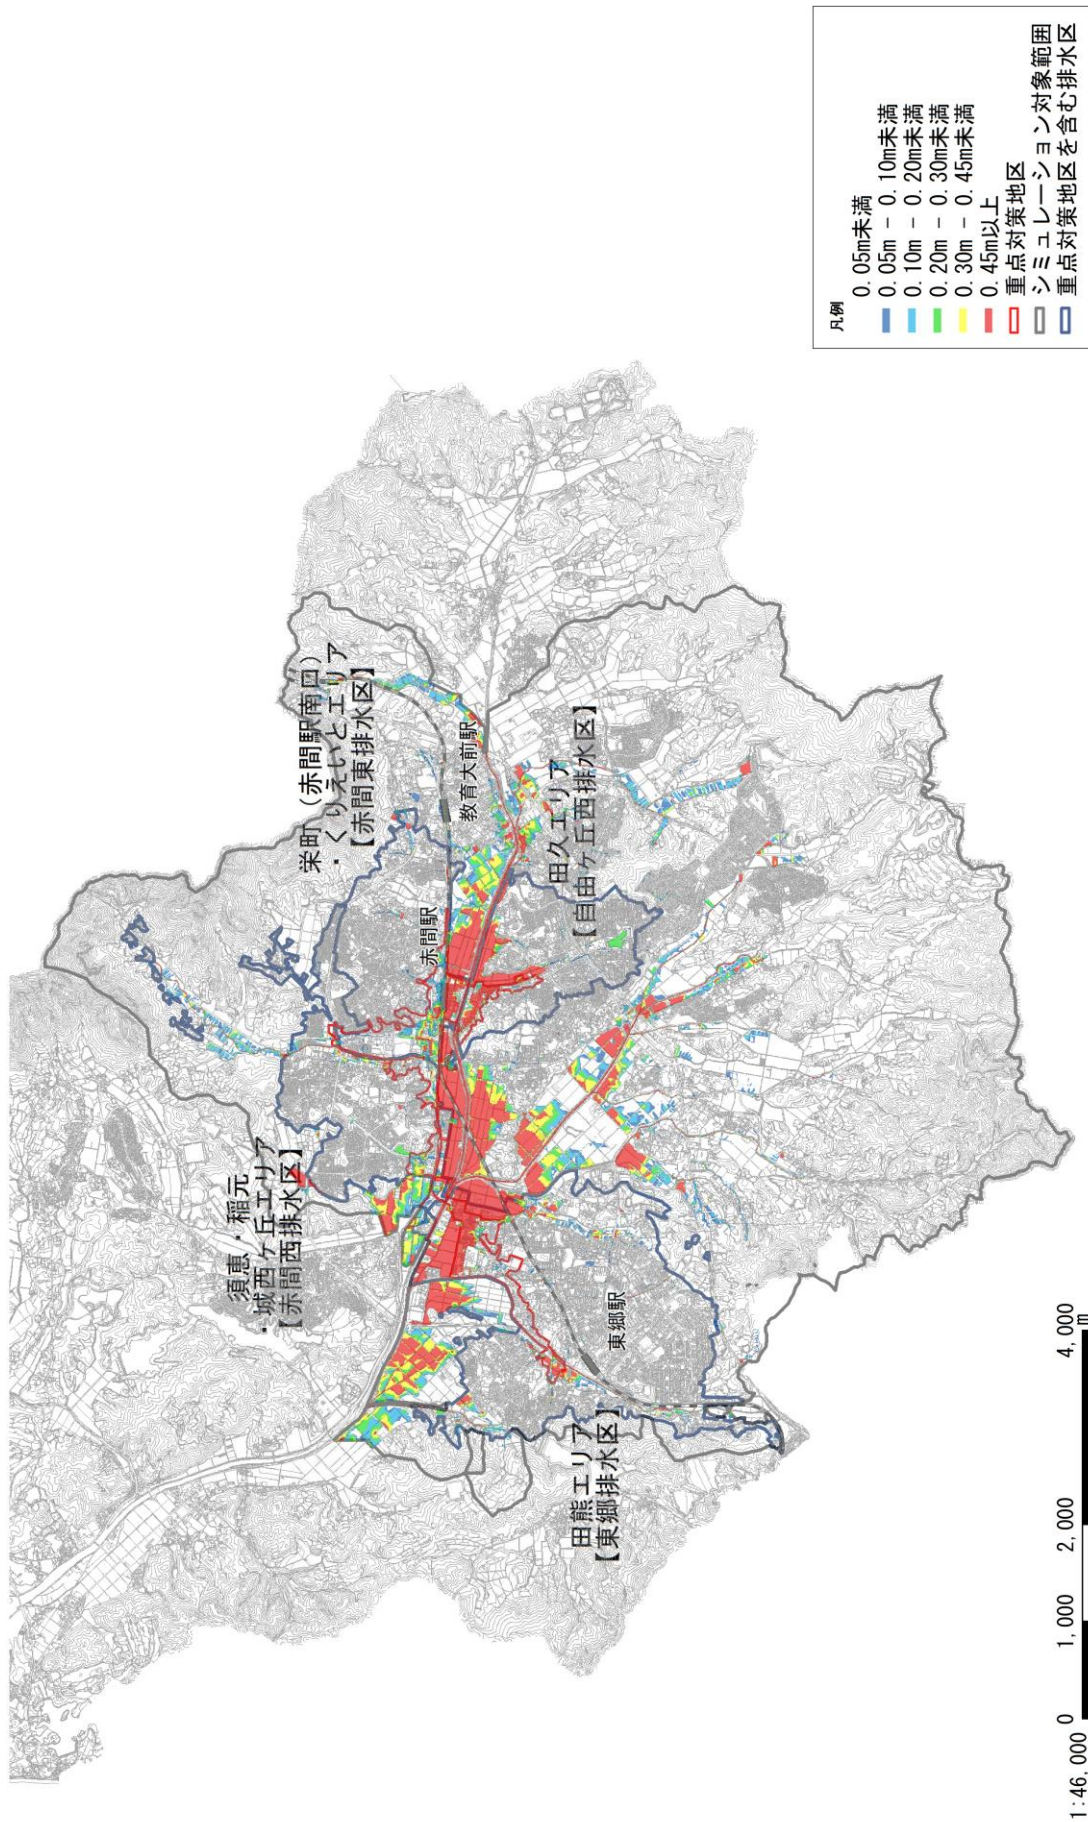 栄町（赤間駅南口）
・くりえいとエリア
【赤間東排水区】
教育大前駅
赤間駅
田久エリア
【自由ヶ丘西排水区】
須恵・稲元
・城西ヶ丘エリア
【赤間西排水区】
東郷駅
田熊エリア
【東郷排水区】
凡例
0.05m未満
0.05m - 0.10m未満
0.10m - 0.20m未満
0.20m - 0.30m未満
0.30m - 0.45m未満
0.45m以上
重点対策地区
シミュレーション対象範囲
重点対策地区を含む排水区
1:46,000
0 1,000 2,000 4,000
m